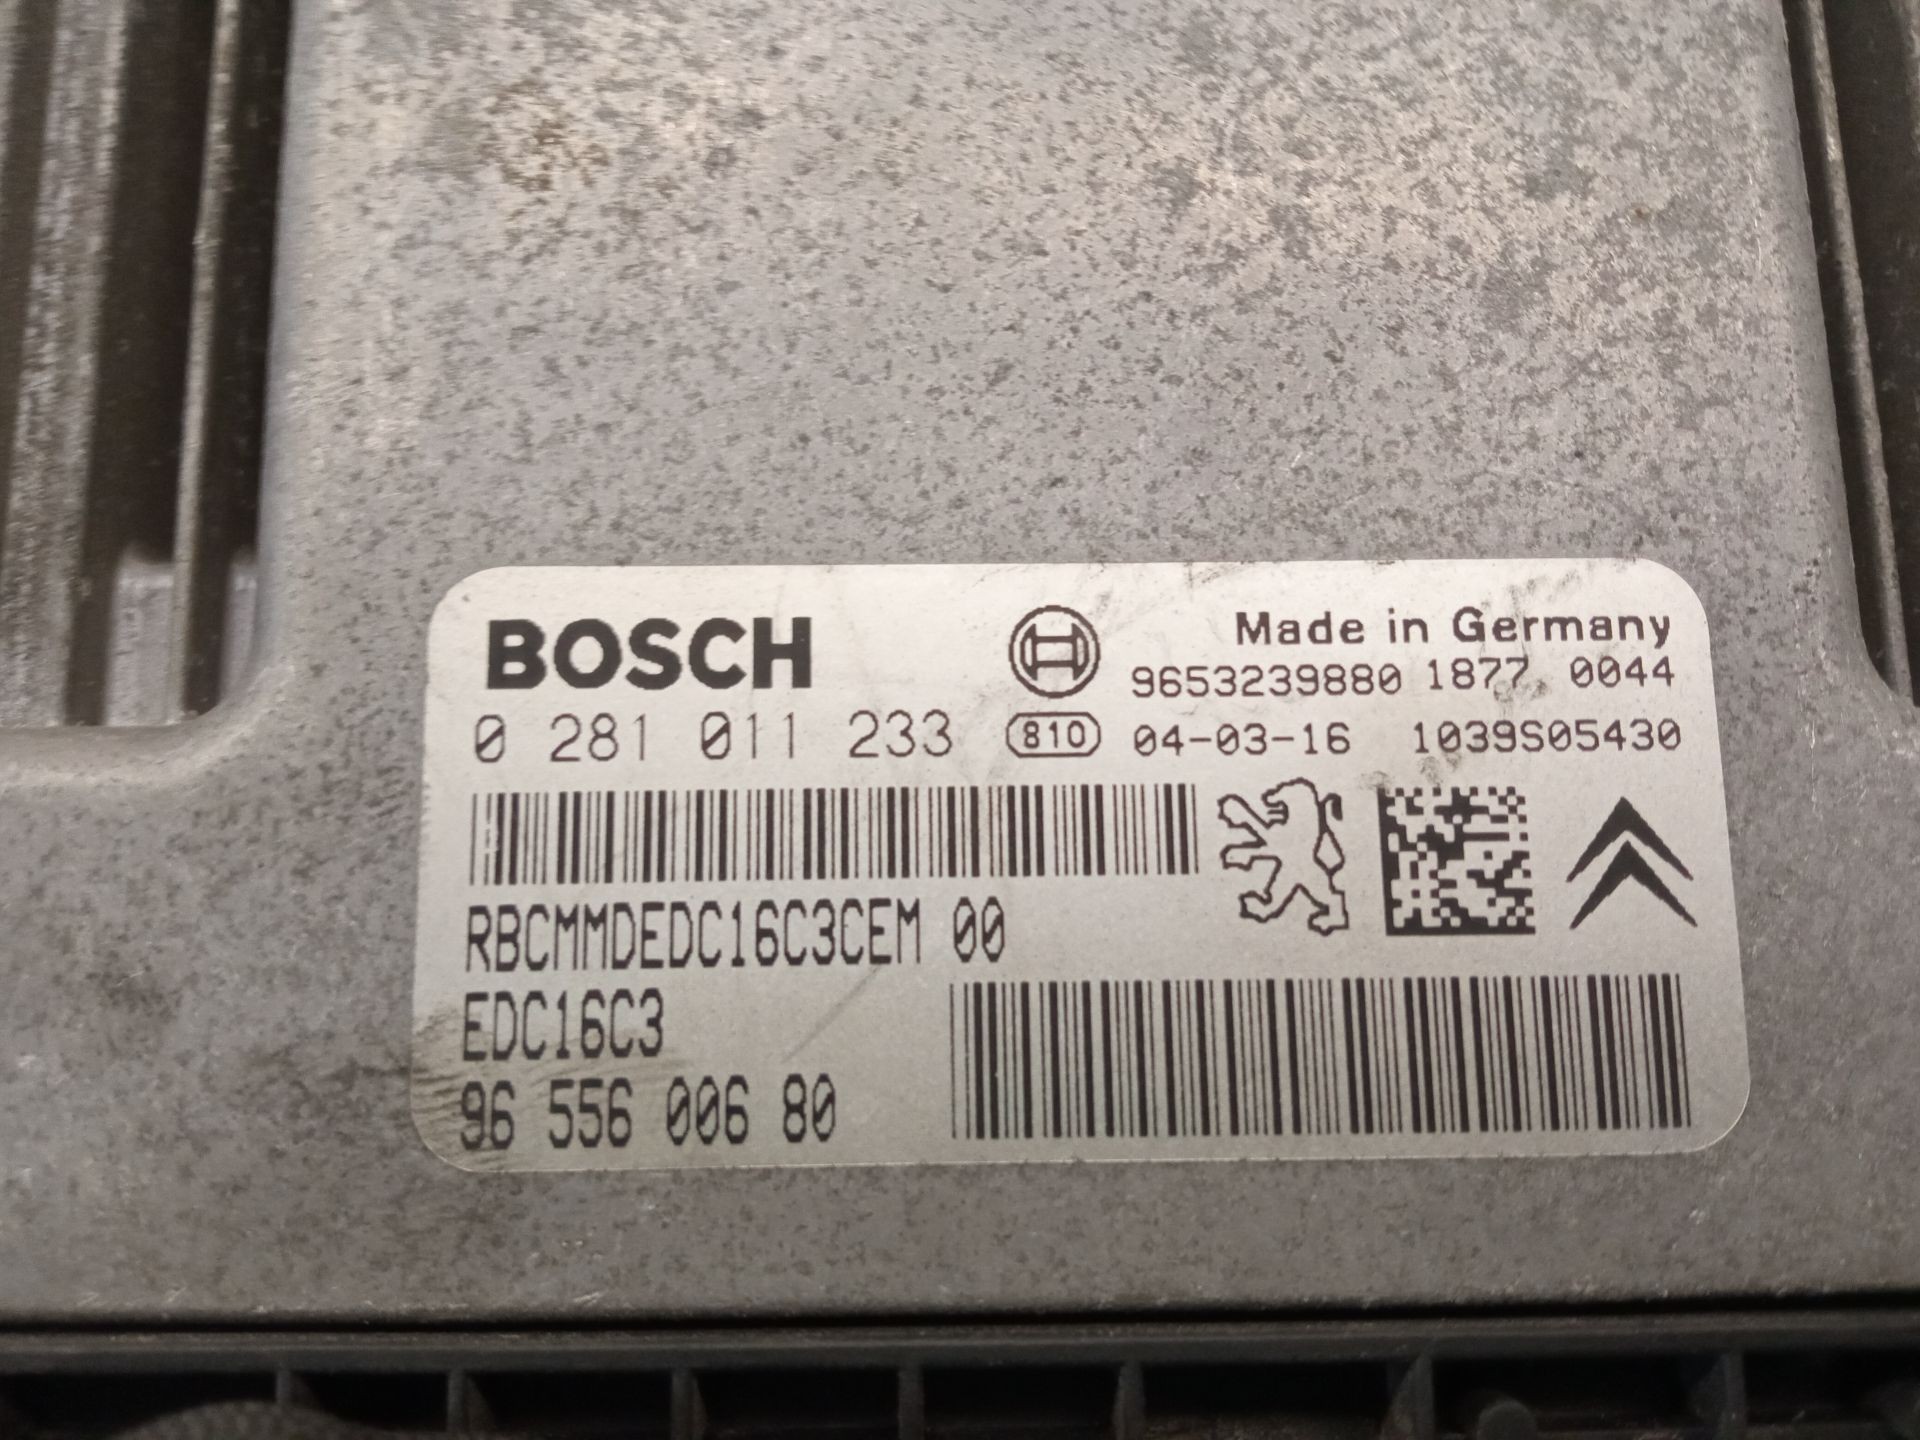 BOSCH
Made in Germany
9653239880 1877 0044
0 281 011 233 810 04-03-16 1039S05430
RBCMMDEDC16C3CEM 00
EDC16C3
96 556 006 80